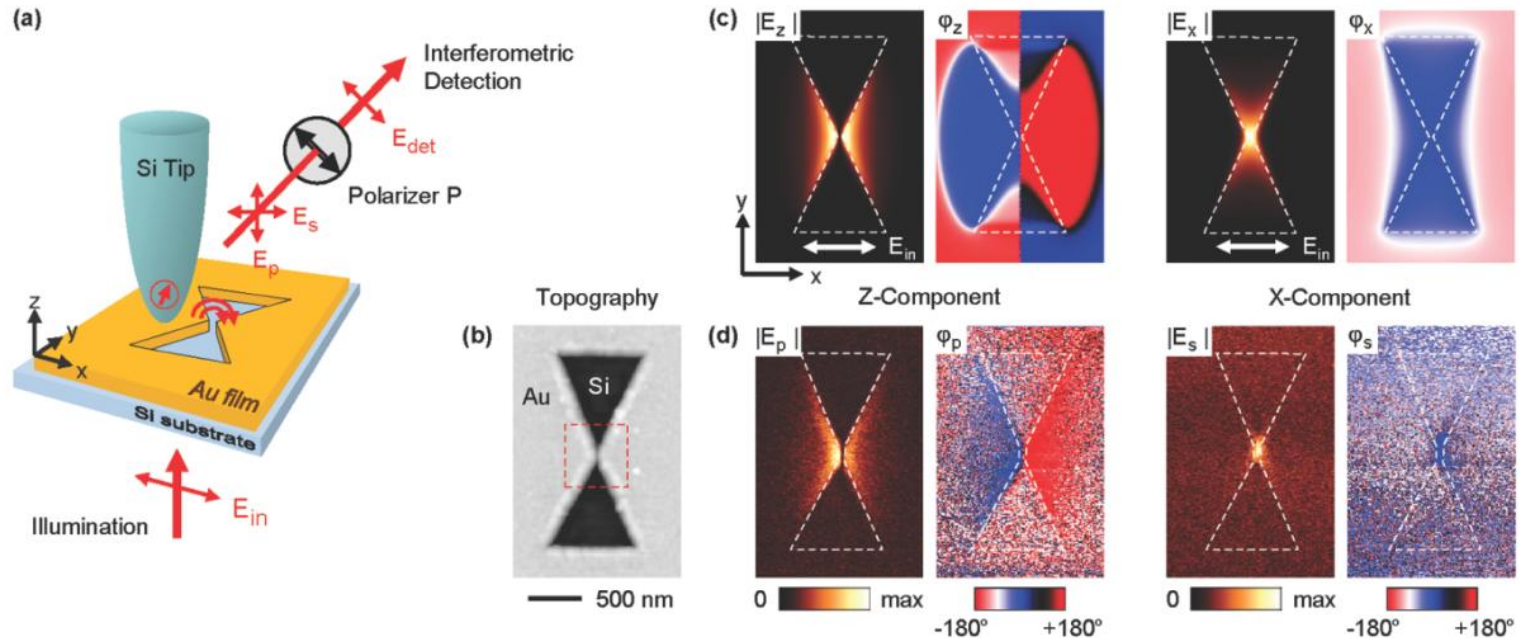 (a)
Interferometric
Detection
E_det
Si Tip
Polarizer P
E_s
E_p
z
y
x
Au film
Si substrate
E_in
Illumination
Topography
(b)
Au
Si
500 nm
(c)
|E_z|
φ_z
|E_x|
φ_x
y
x
E_in
E_in
Z-Component
X-Component
(d)
|E_p|
φ_p
|E_s|
φ_s
0 max
-180° +180°
0 max
-180° +180°